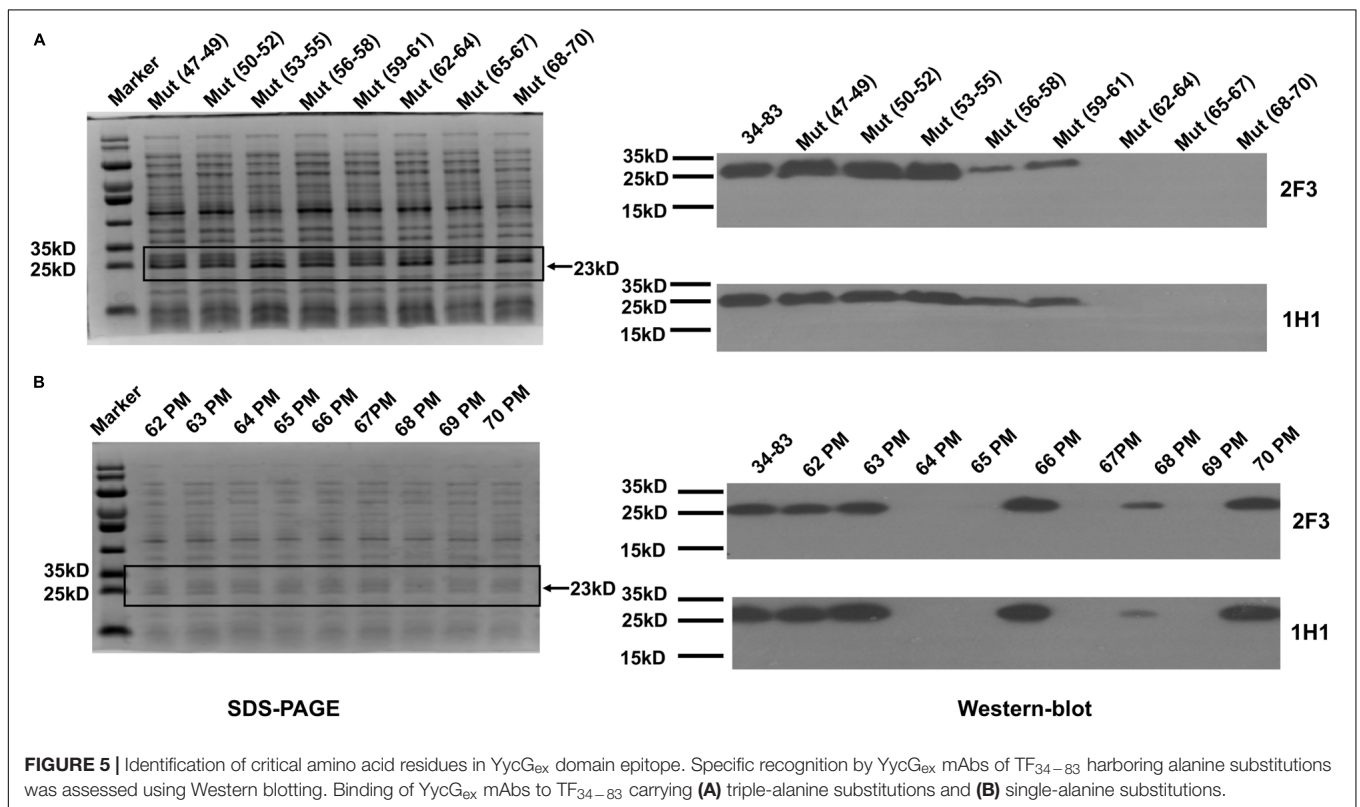 A
Marker Mut (47-49) Mut (50-52) Mut (53-55) Mut (56-58) Mut (59-61) Mut (62-64) Mut (65-67) Mut (68-70)
35kD
25kD
23kD
34-83 Mut (47-49) Mut (50-52) Mut (53-55) Mut (56-58) Mut (59-61) Mut (62-64) Mut (65-67) Mut (68-70)
35kD
25kD
15kD
2F3
35kD
25kD
15kD
1H1
B
Marker 62 PM 63 PM 64 PM 65 PM 66 PM 67PM 68 PM 69 PM 70 PM
35kD
25kD
23kD
34-83 62 PM 63 PM 64 PM 65 PM 66 PM 67PM 68 PM 69 PM 70 PM
35kD
25kD
15kD
2F3
35kD
25kD
15kD
1H1
SDS-PAGE
Western-blot
FIGURE 5 | Identification of critical amino acid residues in YycGex domain epitope. Specific recognition by YycGex mAbs of TF34−83 harboring alanine substitutions
was assessed using Western blotting. Binding of YycGex mAbs to TF34−83 carrying (A) triple-alanine substitutions and (B) single-alanine substitutions.